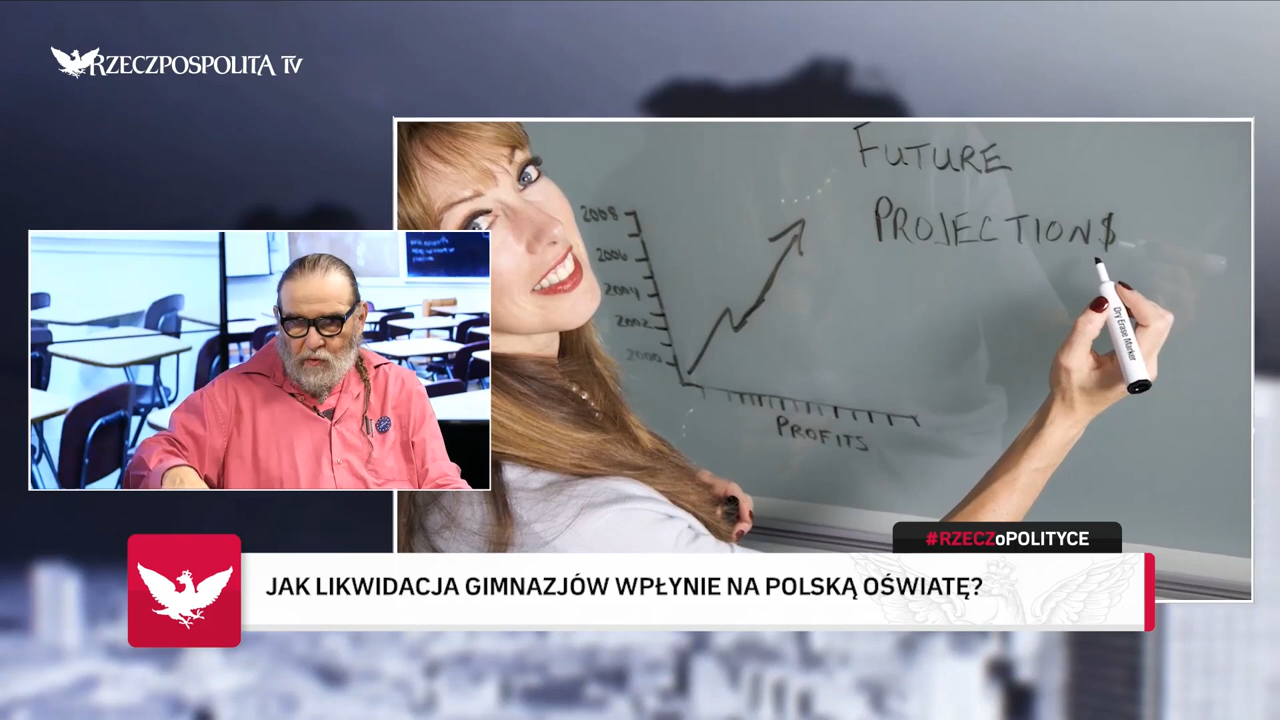 RZECZPOSPOLITA TV
FUTURE
PROJECTION$
2008
2006
2004
2002
2000
PROFITS
Dry Erase Marker
#RZECZoPOLITYCE
JAK LIKWIDACJA GIMNAZJÓW WPŁYNIE NA POLSKĄ OŚWIATĘ?